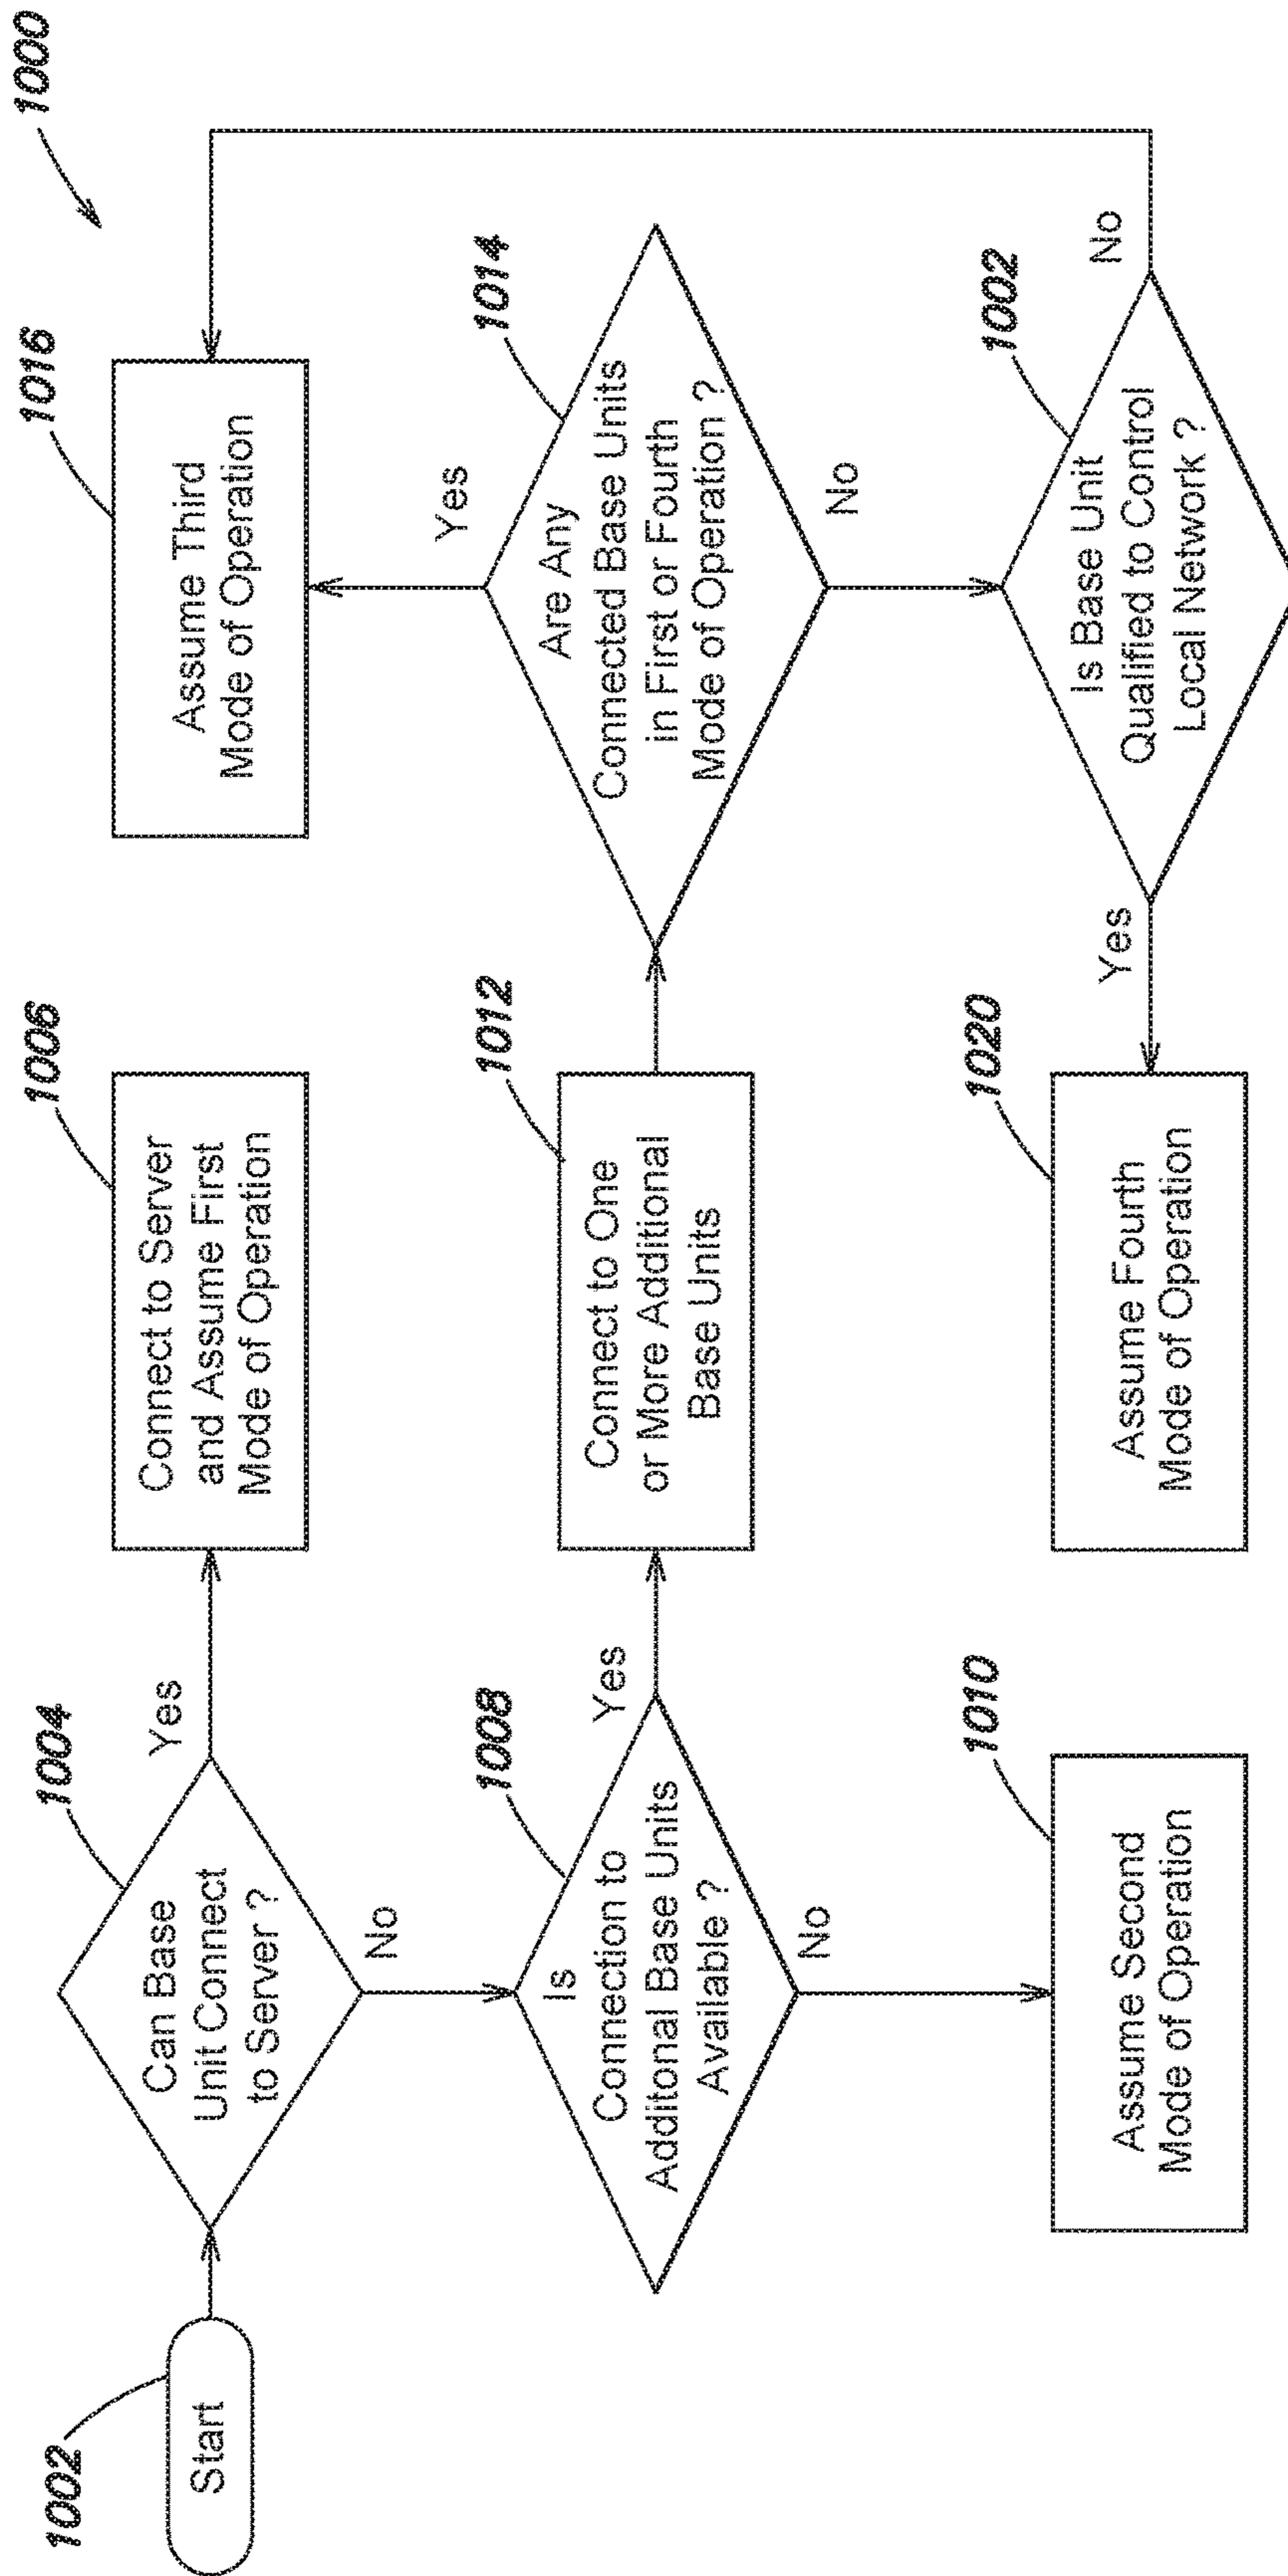 1000
1002
Start
1004
Can Base
Unit Connect
to Server ?
Yes
No
1006
Connect to Server
and Assume First
Mode of Operation
1008
Is
Connection to
Additonal Base Units
Available ?
Yes
No
1010
Assume Second
Mode of Operation
1012
Connect to One
or More Additional
Base Units
1014
Are Any
Connected Base Units
in First or Fourth
Mode of Operation ?
Yes
No
1016
Assume Third
Mode of Operation
1002
Is Base Unit
Qualified to Control
Local Network ?
No
Yes
1020
Assume Fourth
Mode of Operation